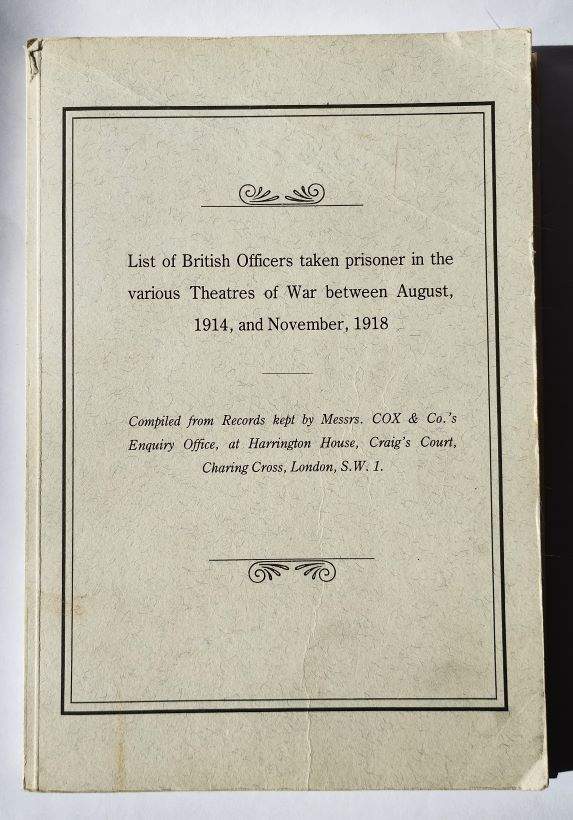 List of British Officers taken prisoner in the
various Theatres of War between August,
1914, and November, 1918
Compiled from Records kept by Messrs. COX & Co.'s
Enquiry Office, at Harrington House, Craig's Court,
Charing Cross, London, S.W. 1.